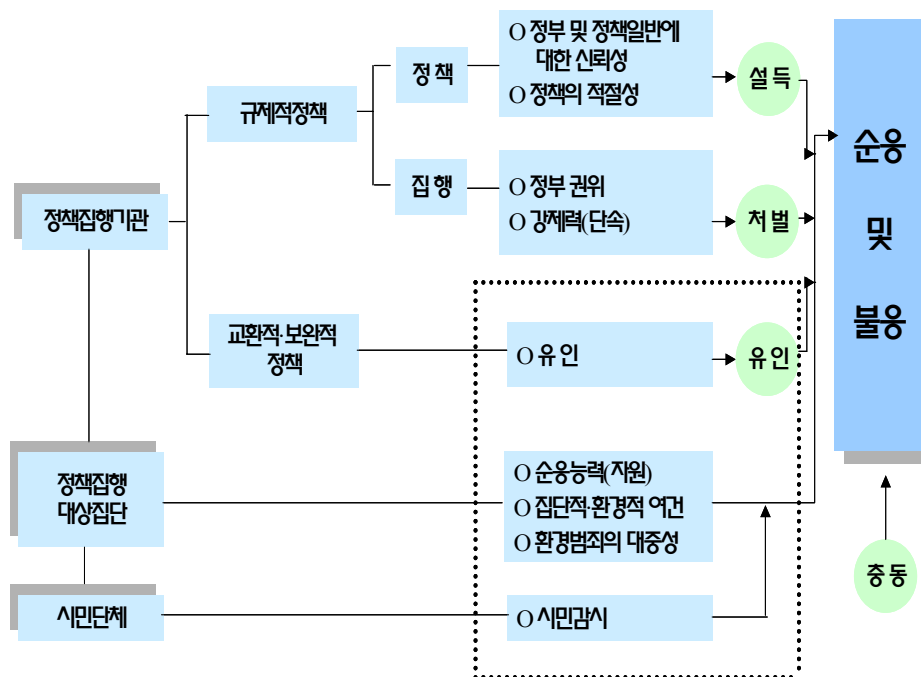 정책집행기관
정책집행
대상집단
시민단체
규제적정책
교환적·보완적
정책
정 책
집 행
O 정부 및 정책일반에
대한 신뢰성
O 정책의 적절성
O 정부 권위
O 강제력(단속)
O 유 인
O 순응능력(자원)
O 집단적·환경적 여건
O 환경범죄의 대중성
O 시민감시
설 득
처 벌
유 인
순응
및
불응
충 동